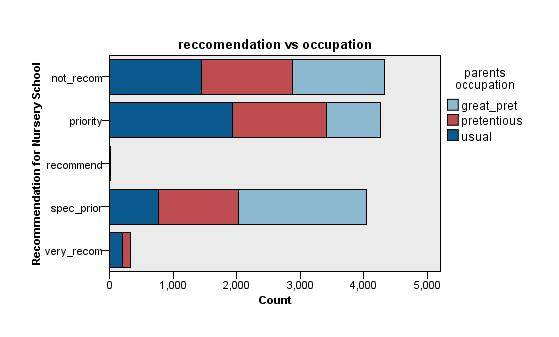 reccomendation vs occupation
Recommendation for Nursery School
not_recom
priority
recommend
spec_prior
very_recom
0 1,000 2,000 3,000 4,000 5,000
Count
parents
occupation
great_pret
pretentious
usual